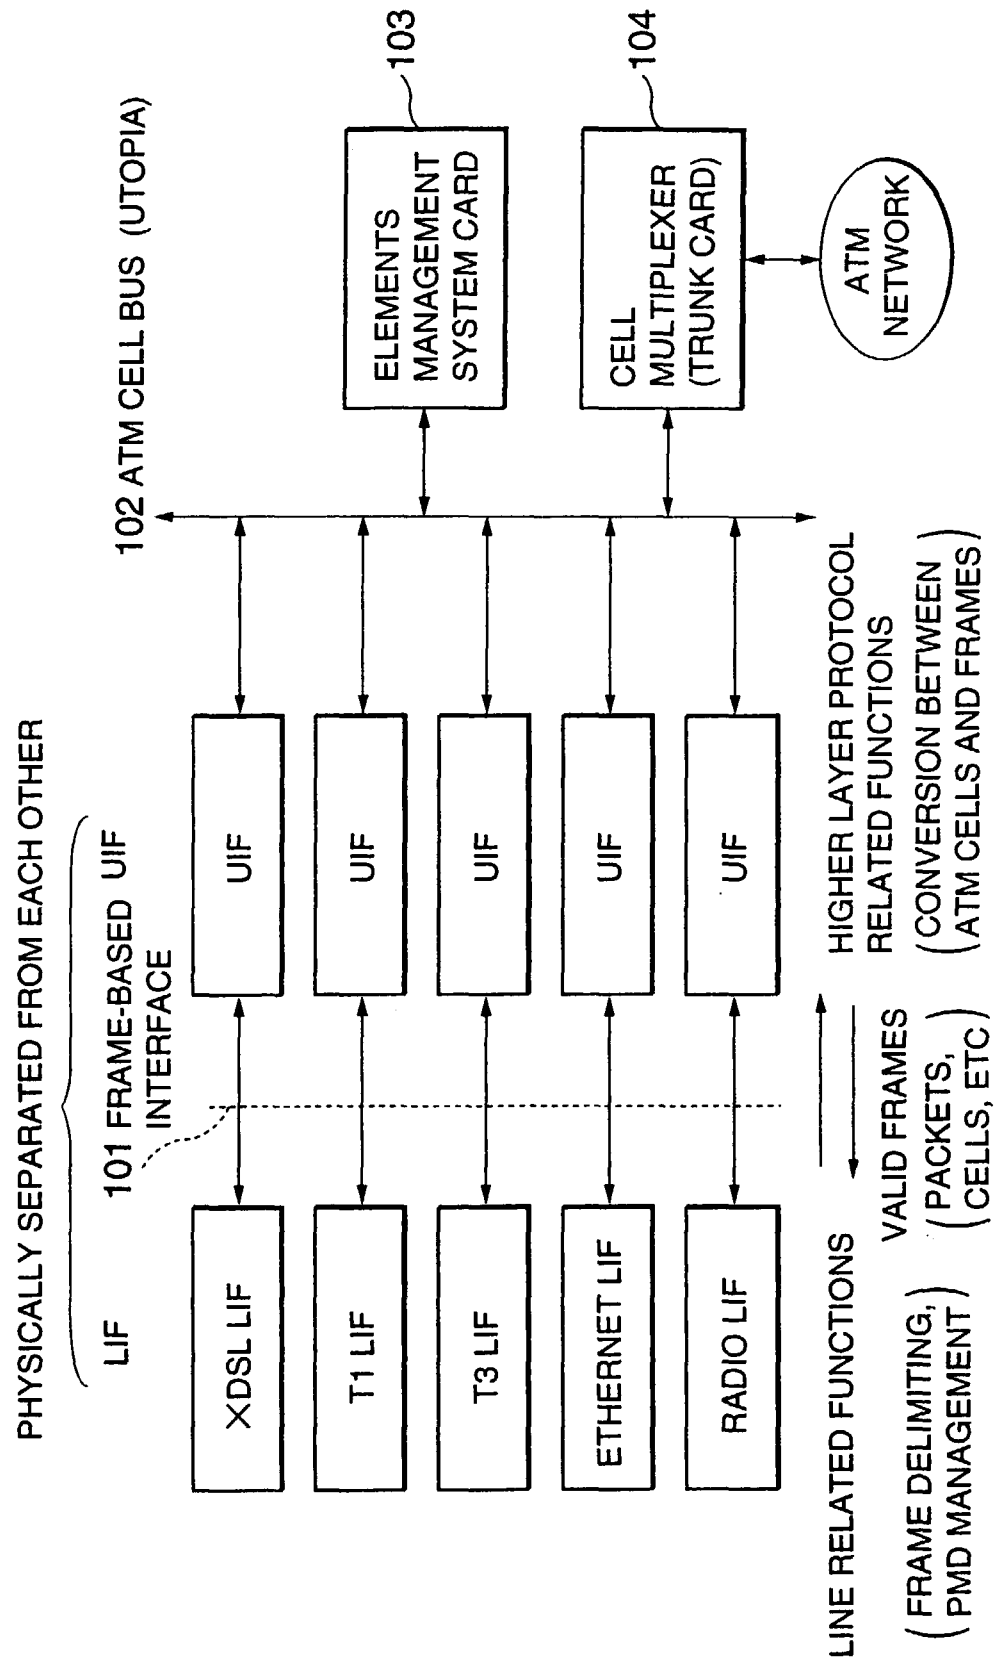 PHYSICALLY SEPARATED FROM EACH OTHER
LIF
UIF
101 FRAME-BASED
INTERFACE
102 ATM CELL BUS (UTOPIA)
XDSL LIF
UIF
T1 LIF
UIF
T3 LIF
UIF
ETHERNET LIF
UIF
RADIO LIF
UIF
ELEMENTS
MANAGEMENT
SYSTEM CARD
103
CELL
MULTIPLEXER
(TRUNK CARD)
104
ATM
NETWORK
LINE RELATED FUNCTIONS
(FRAME DELIMITING,
PMD MANAGEMENT)
VALID FRAMES
(PACKETS,
CELLS, ETC)
HIGHER LAYER PROTOCOL
RELATED FUNCTIONS
(CONVERSION BETWEEN
ATM CELLS AND FRAMES)